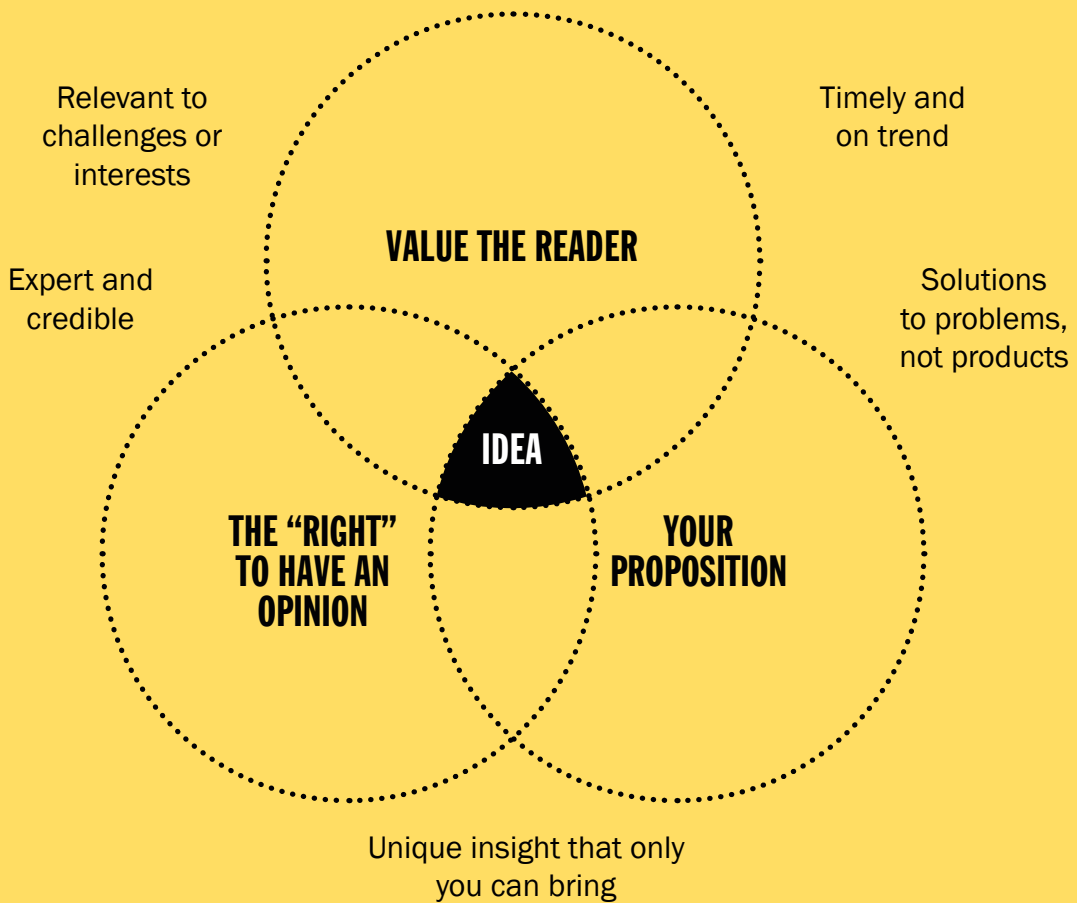 Relevant to
challenges or
interests
Timely and
on trend
VALUE THE READER
Expert and
credible
Solutions
to problems,
not products
IDEA
THE “RIGHT”
TO HAVE AN
OPINION
YOUR
PROPOSITION
Unique insight that only
you can bring